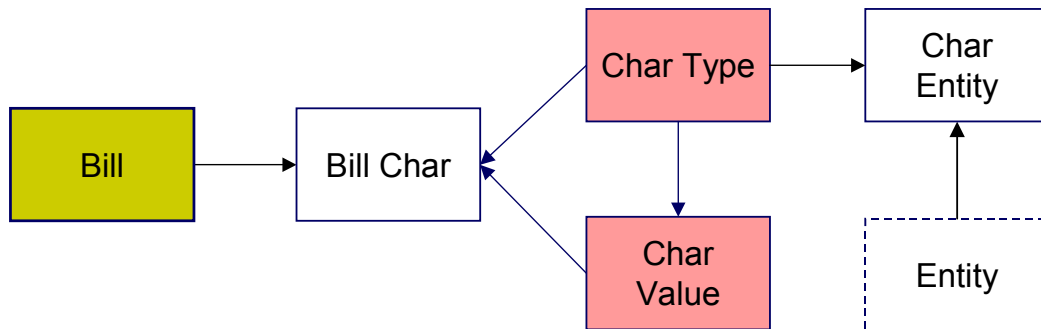 Bill
Bill Char
Char Type
Char
Value
Char
Entity
Entity